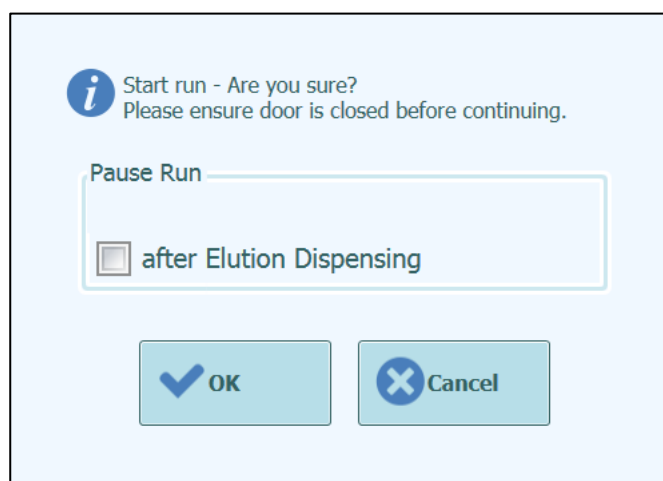 Start run - Are you sure?
Please ensure door is closed before continuing.
Pause Run
after Elution Dispensing
OK
Cancel